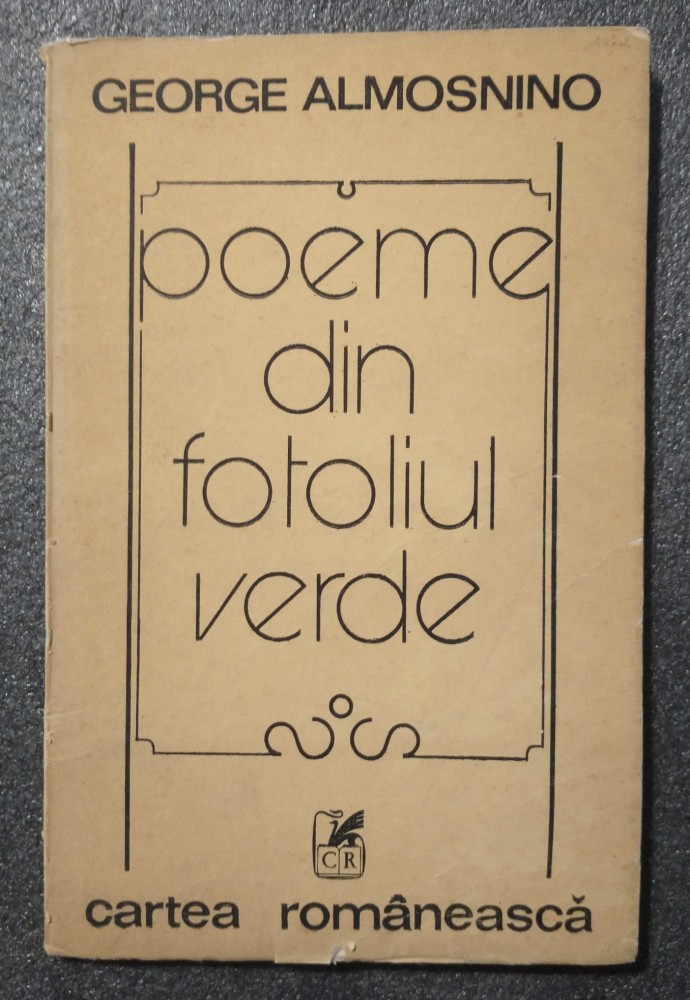 GEORGE ALMOSNINO
poeme
din
fotoliul
verde
CR
cartea românească